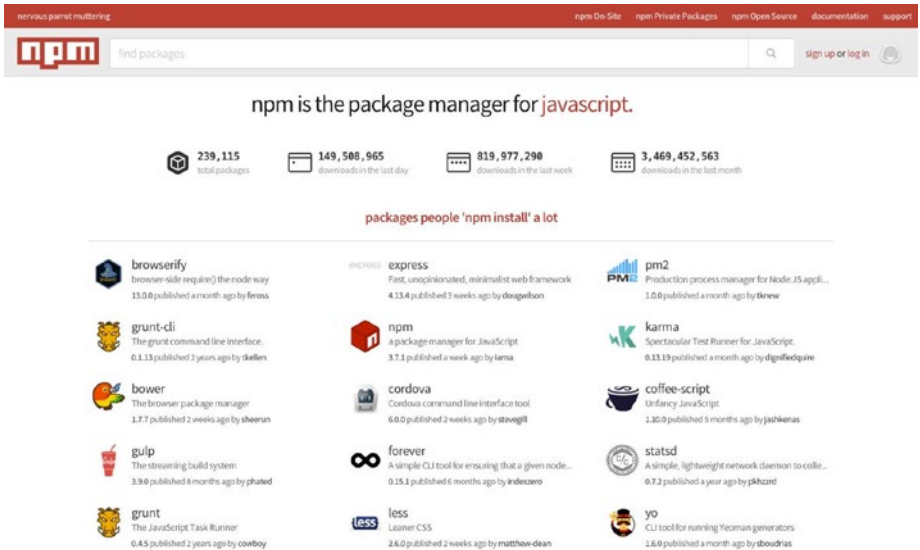 nervous parrot muttering
npm On-Site npm Private Packages npm Open Source documentation support
npm
find packages
sign up or log in
npm is the package manager for javascript.
239,115
total packages
149,508,965
downloads in the last day
819,977,290
downloads in the last week
3,469,452,563
downloads in the last month
packages people 'npm install' a lot
browserify
browser-side require() the node way
13.0.0 published a month ago by feross
express
express
Fast, unopinionated, minimalist web framework
4.13.4 published 3 weeks ago by dougwilson
PM2
pm2
Production process manager for Node.JS appli...
1.0.0 published a month ago by tknew
grunt-cli
The grunt command line interface.
0.1.13 published 2 years ago by tkellen
n
npm
a package manager for JavaScript
3.7.1 published a week ago by iarna
K
karma
Spectacular Test Runner for JavaScript.
0.13.19 published a month ago by dignifiedquire
bower
The browser package manager
1.7.7 published 2 weeks ago by sheerun
cordova
Cordova command line interface tool
6.0.0 published 2 weeks ago by stevegill
coffee-script
Unfancy JavaScript
1.10.0 published 5 months ago by jashkenas
gulp
The streaming build system
3.9.0 published 8 months ago by phated
forever
A simple CLI tool for ensuring that a given node...
0.15.1 published 6 months ago by indexzero
statsd
A simple, lightweight network daemon to colle...
0.7.2 published a year ago by pkhzzrd
grunt
The JavaScript Task Runner
0.4.5 published 2 years ago by cowboy
less
less
Leaner CSS
2.6.0 published 2 weeks ago by matthew-dean
yo
CLI tool for running Yeoman generators
1.6.0 published a month ago by sboudrias